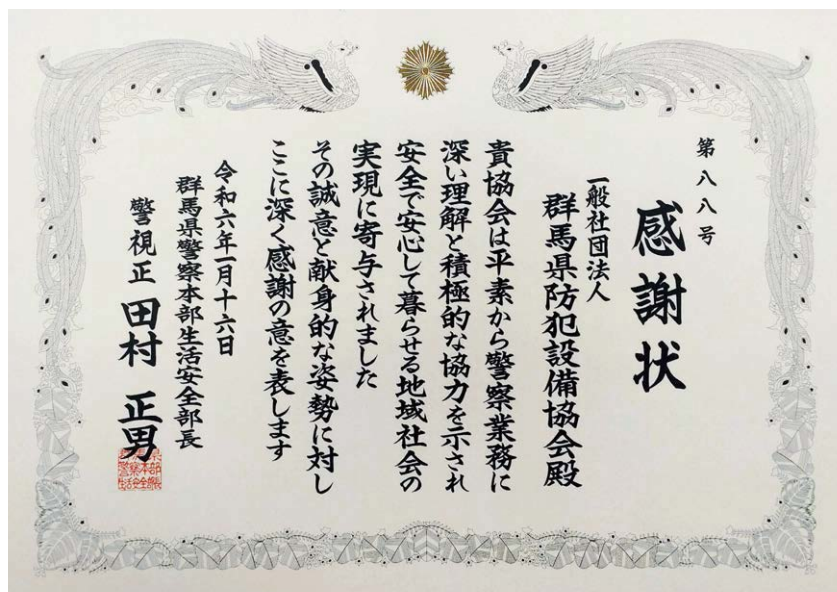 第八八号
感謝状
一般社団法人
群馬県防犯設備協会殿
貴協会は平素から警察業務に
深い理解と積極的な協力を示され
安全で安心して暮らせる地域社会の
実現に寄与されました
その誠意と献身的な姿勢に対し
ここに深く感謝の意を表します
令和六年一月十六日
群馬県警察本部生活安全部長
警視正 田村 正男